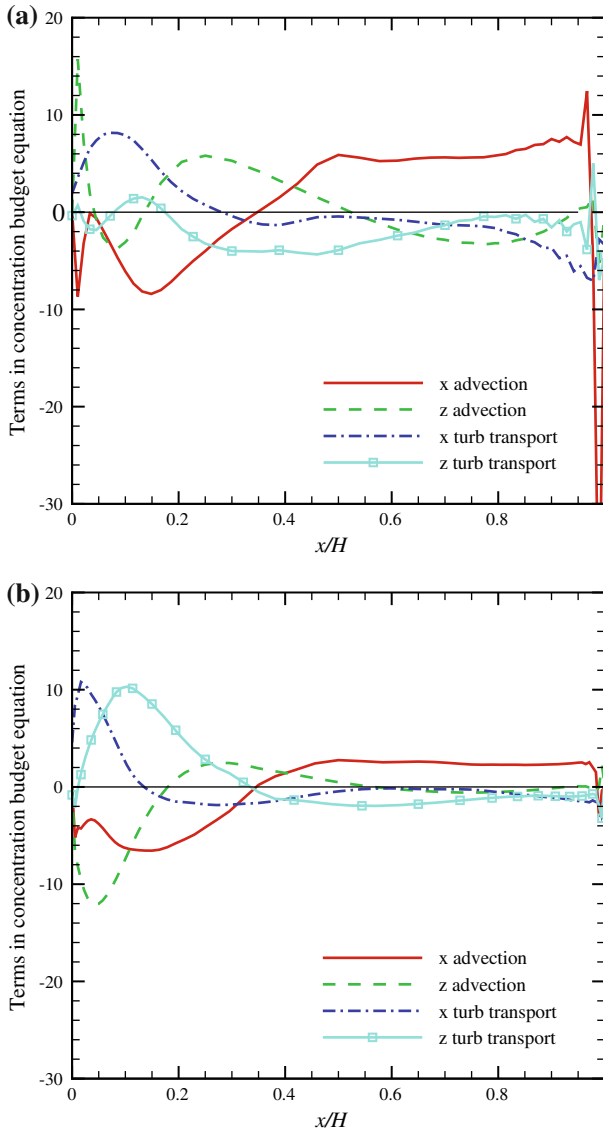 (a)
20
10
0
-10
-20
-30
Terms in concentration budget equation
x advection
z advection
x turb transport
z turb transport
0 0.2 0.4 0.6 0.8
x/H
(b)
20
10
0
-10
-20
-30
Terms in concentration budget equation
x advection
z advection
x turb transport
z turb transport
0 0.2 0.4 0.6 0.8
x/H